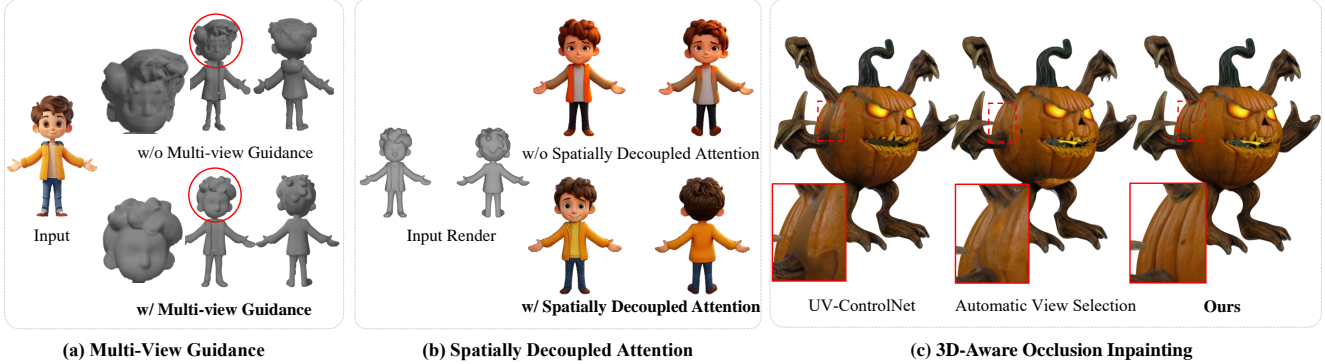 w/o Multi-view Guidance
Input
w/ Multi-view Guidance
(a) Multi-View Guidance
w/o Spatially Decoupled Attention
Input Render
w/ Spatially Decoupled Attention
(b) Spatially Decoupled Attention
UV-ControlNet
Automatic View Selection
Ours
(c) 3D-Aware Occlusion Inpainting